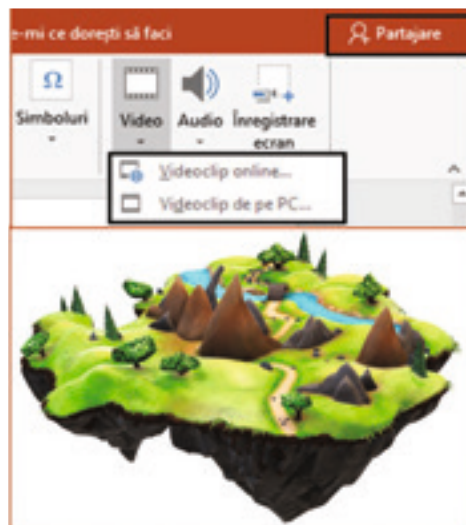 e-mi ce dorești să faci
Partajare
Ω
Simboluri
Video
Audio
Înregistrare
ecran
Videoclip online...
Videoclip de pe PC...